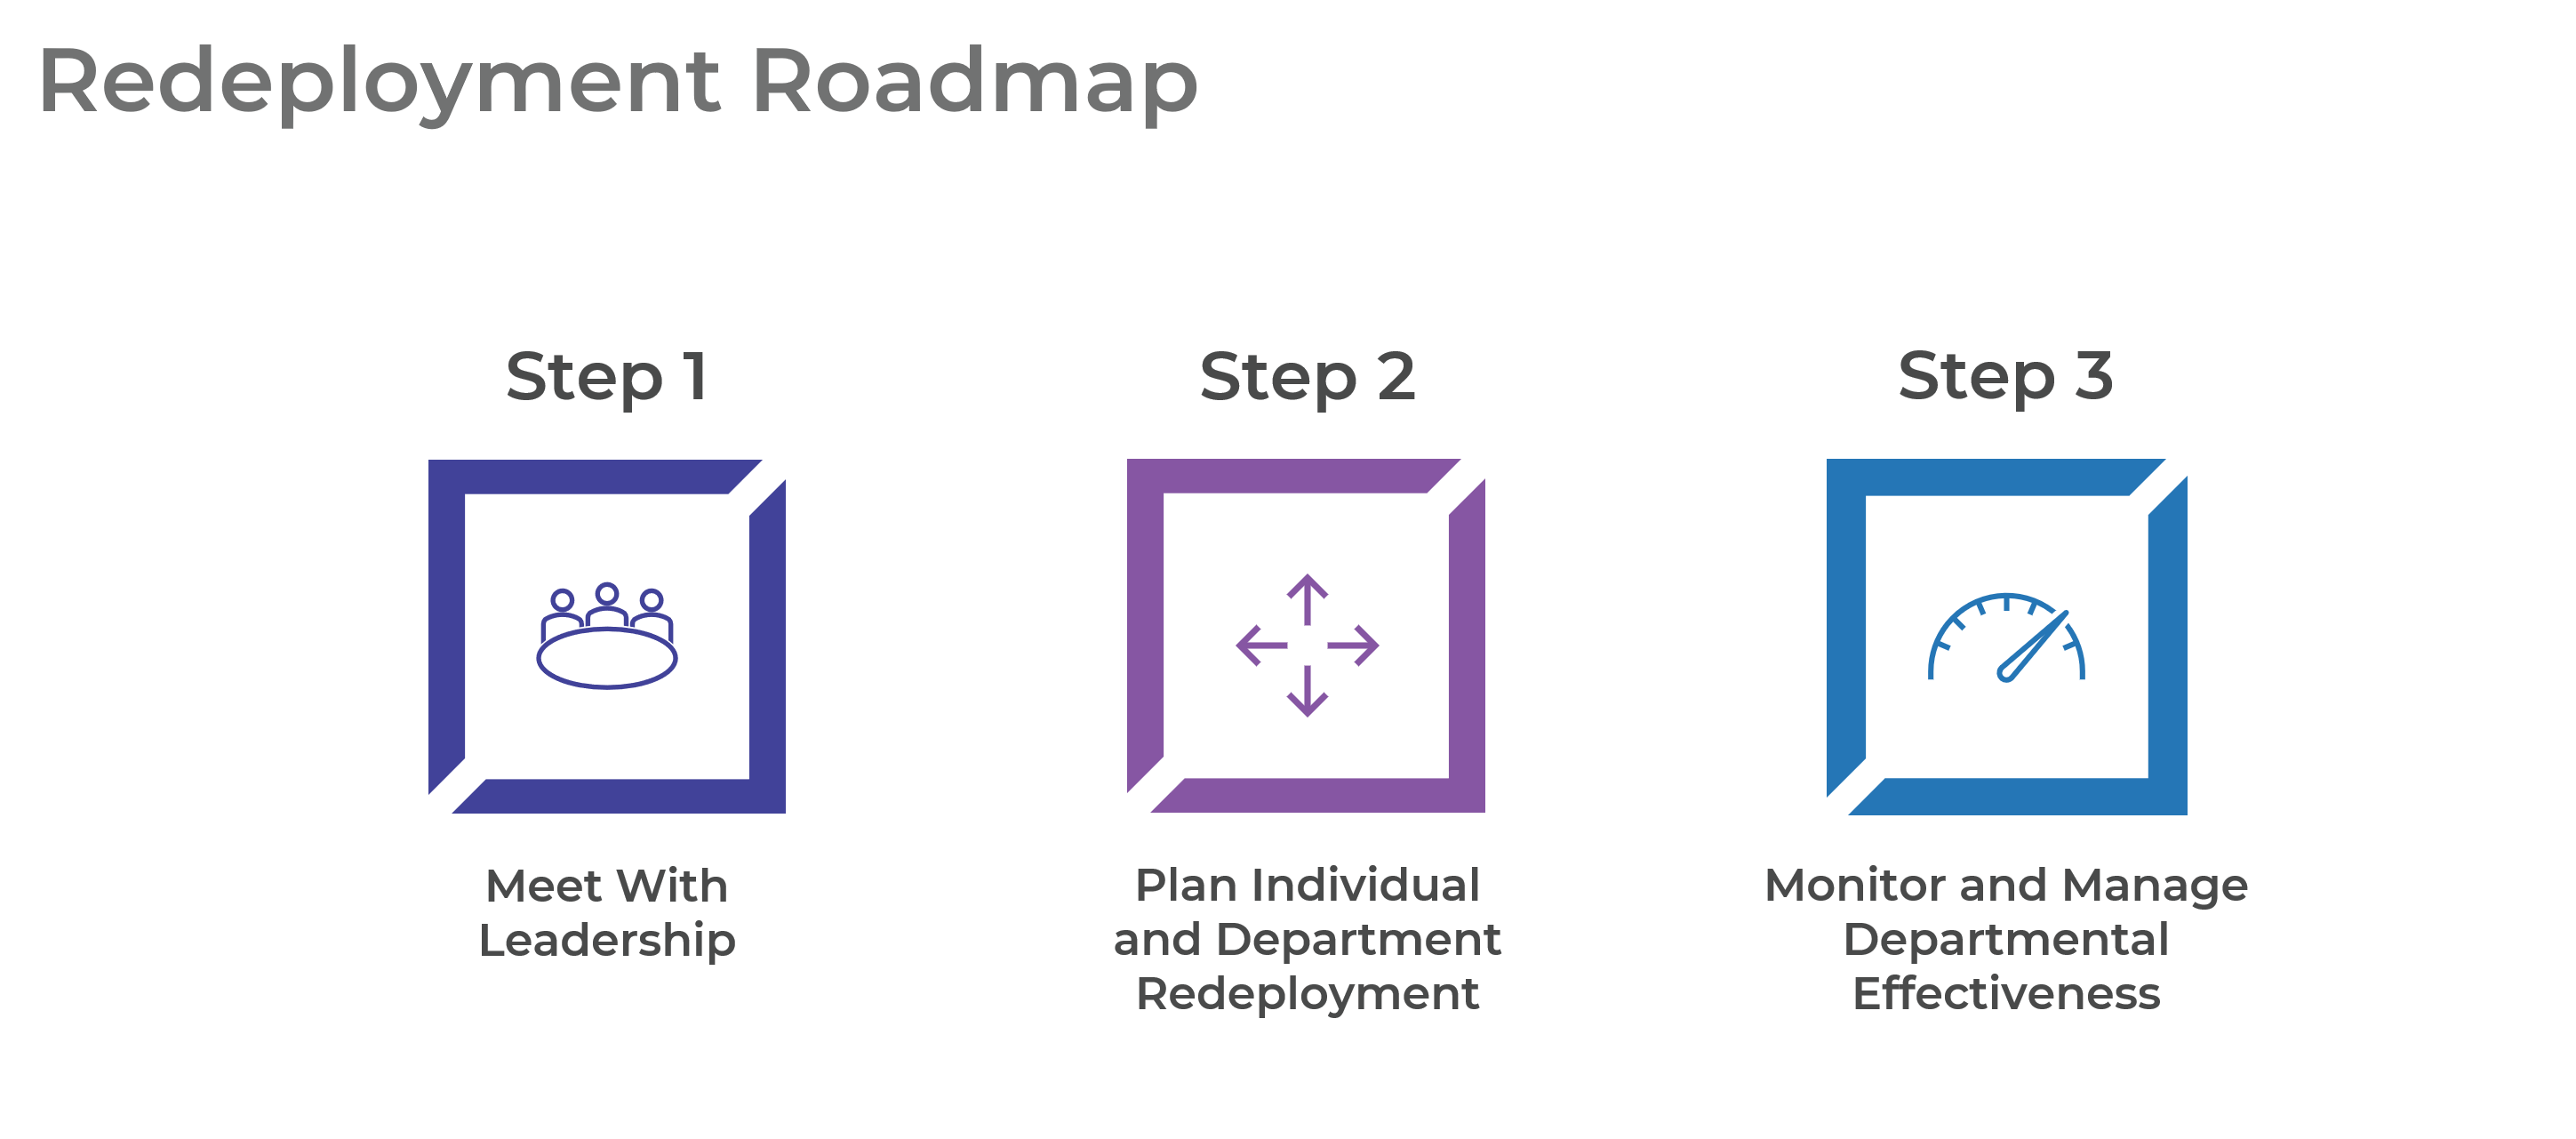 Redeployment Roadmap
Step 1
Meet With
Leadership
Step 2
Plan Individual
and Department
Redeployment
Step 3
Monitor and Manage
Departmental
Effectiveness